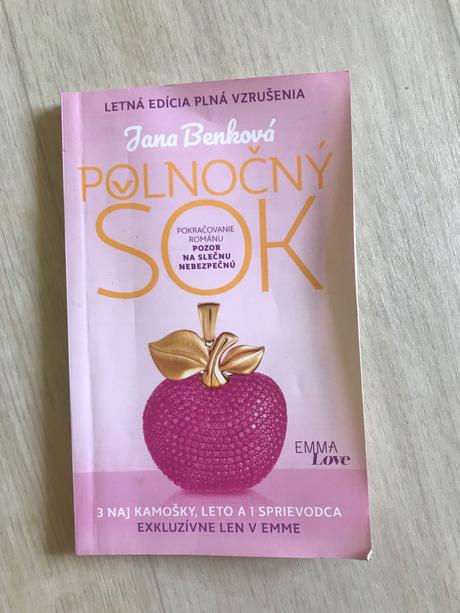 LETNÁ EDÍCIA PLNÁ VZRUŠENIA
Jana Benková
POLNOČNÝ
ŠOK
POKRAČOVANIE
ROMÁNU
POZOR
NA SLEČNU
NEBEZPEČNÚ
EMMA
Love
3 NAJ KAMOŠKY, LETO A 1 SPRIEVODCA
EXKLUZÍVNE LEN V EMME